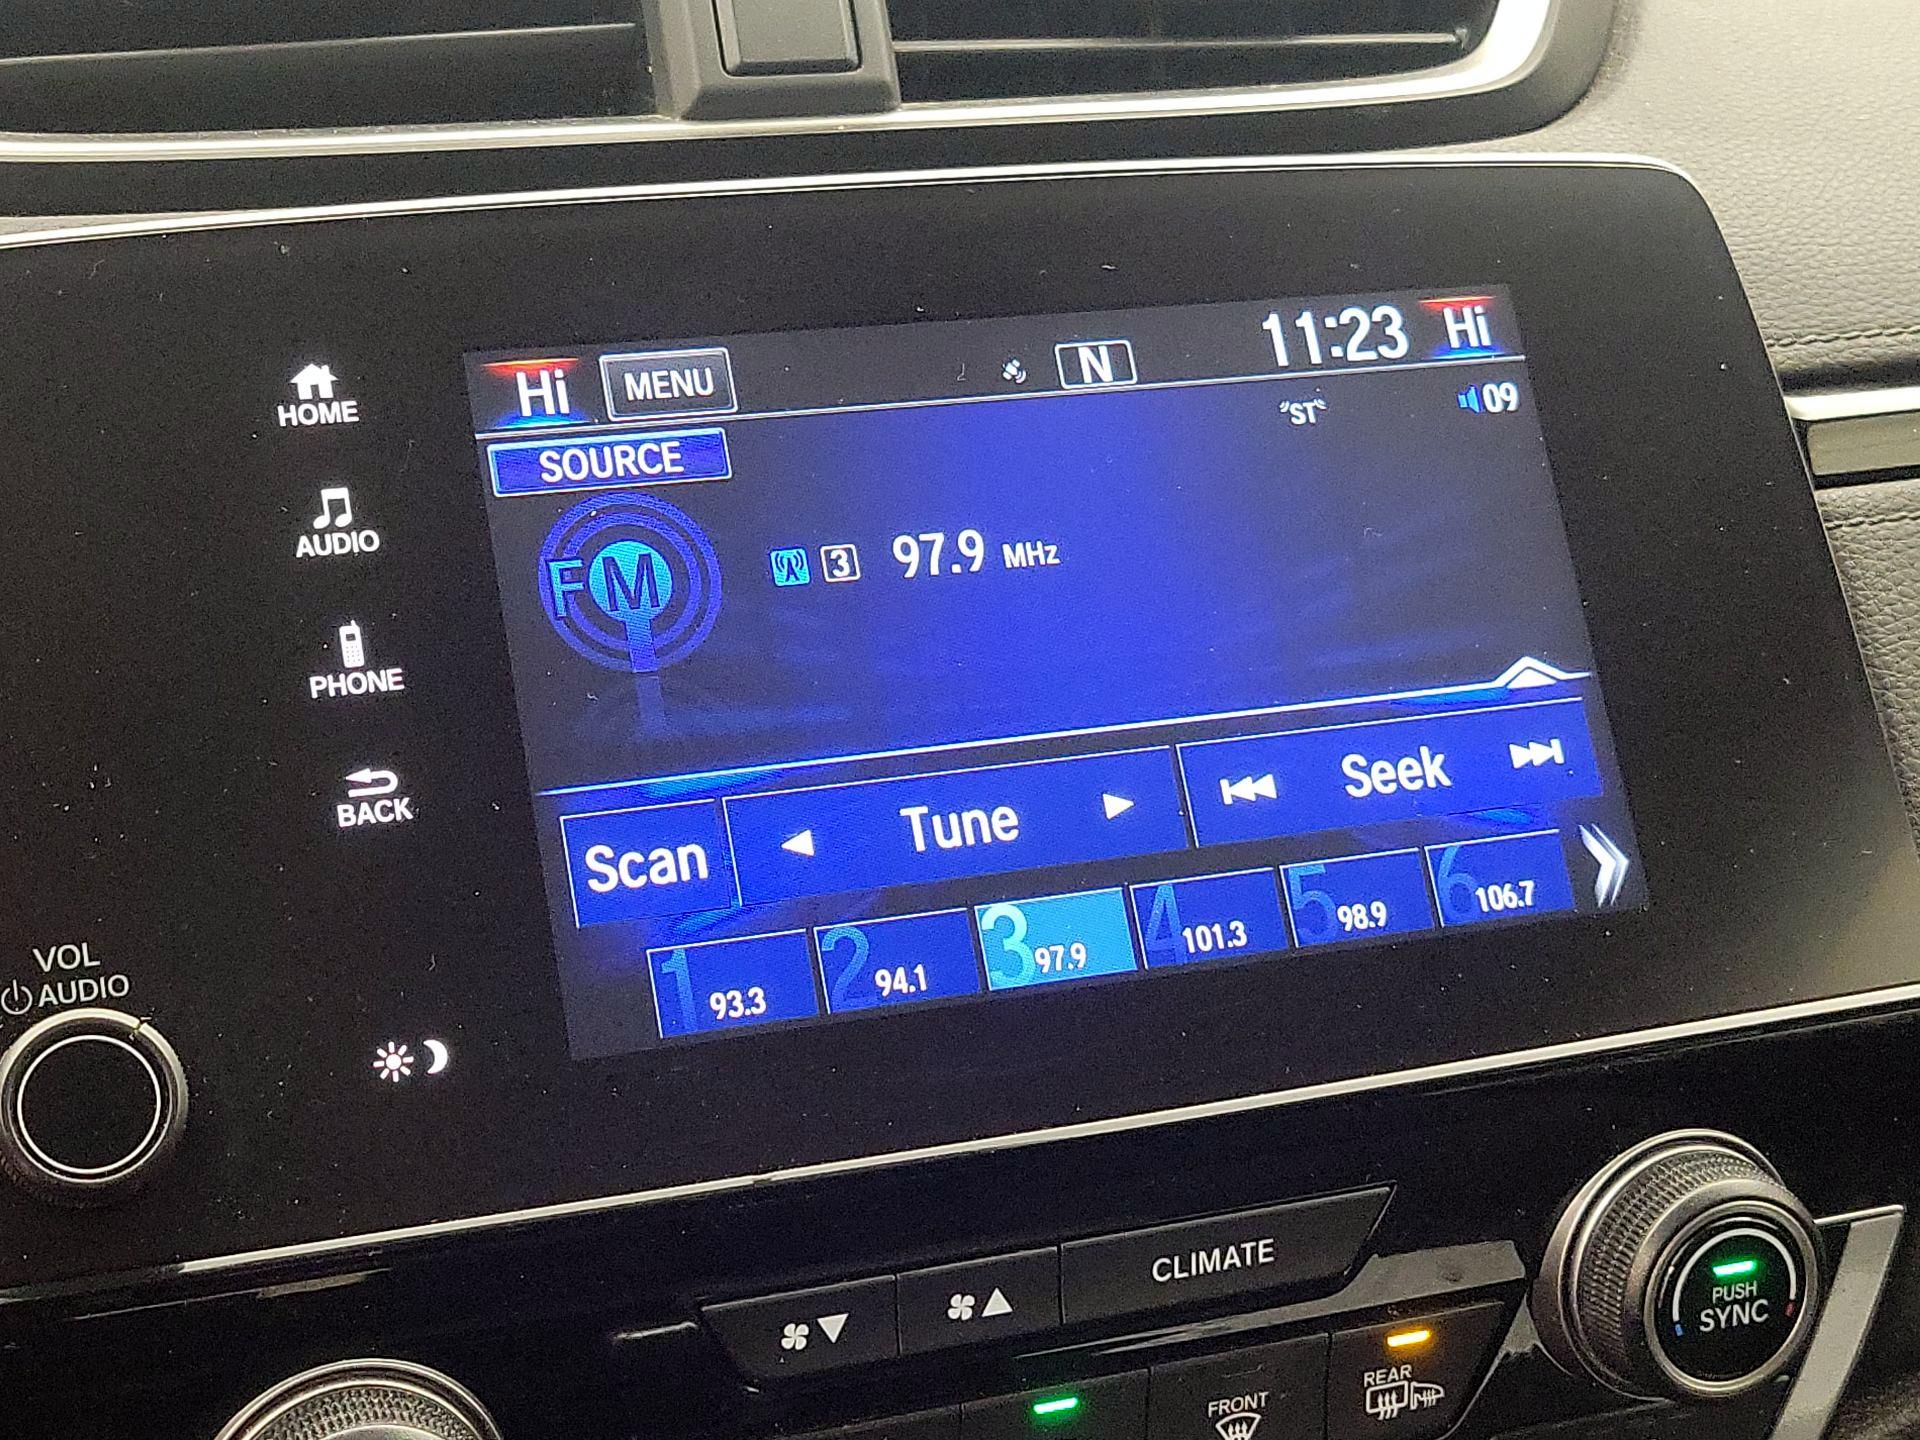 Hi MENU N 11:23 Hi
HOME
SOURCE "ST" 09
AUDIO
FM 3 97.9 MHz
PHONE
BACK
Scan Tune Seek
1 93.3 2 94.1 3 97.9 4 101.3 5 98.9 6 106.7
VOL
AUDIO
CLIMATE
PUSH
SYNC
REAR
FRONT